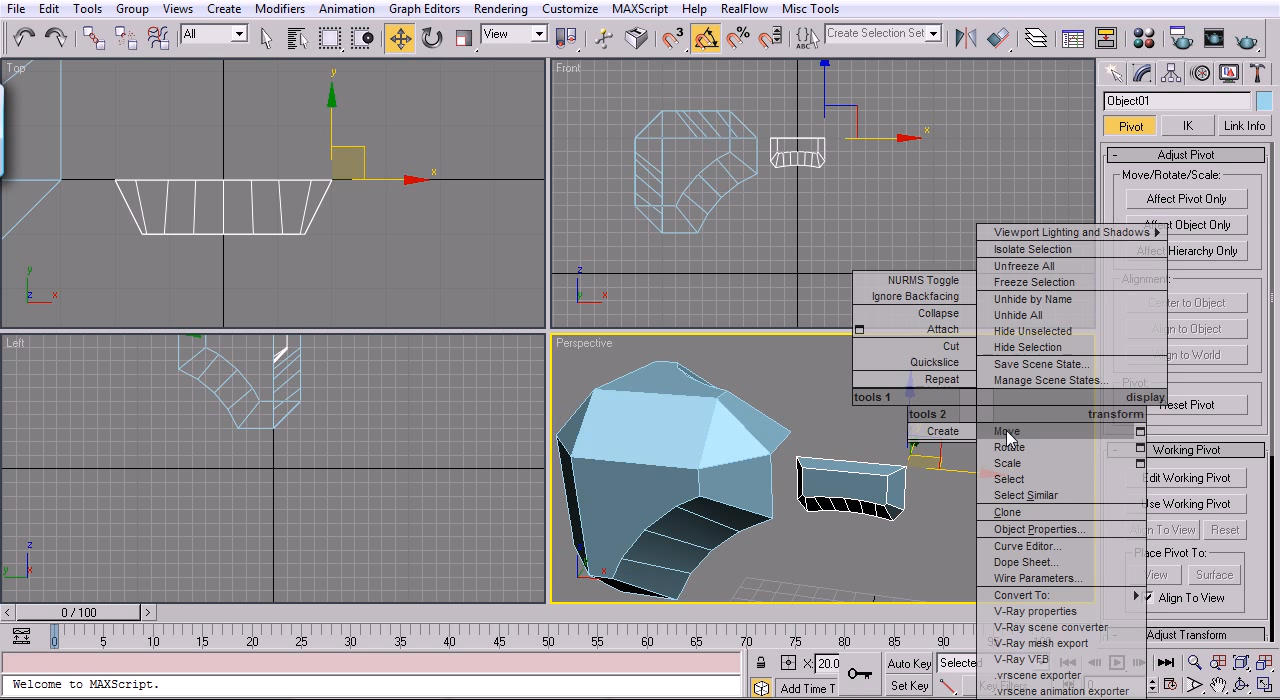 File Edit Tools Group Views Create Modifiers Animation Graph Editors Rendering Customize MAXScript Help RealFlow Misc Tools
All View 3 % ABC Create Selection Set
Top
y
x
y
z x
Front
x
z
y x
Left
z
y x
Perspective
x
NURMS Toggle
Ignore Backfacing
Collapse
Attach
Cut
Quickslice
Repeat
tools 1
tools 2
Create
Viewport Lighting and Shadows
Isolate Selection
Unfreeze All
Freeze Selection
Unhide by Name
Unhide All
Hide Unselected
Hide Selection
Save Scene State...
Manage Scene States...
display
transform
Move
Rotate
Scale
Select
Select Similar
Clone
Object Properties...
Curve Editor...
Dope Sheet...
Wire Parameters...
Convert To:
V-Ray properties
V-Ray scene converter
V-Ray mesh export
V-Ray VFB
.vrscene exporter
.vrscene animation exporter
Object01
Pivot IK Link Info
- Adjust Pivot
Move/Rotate/Scale:
Affect Pivot Only
Affect Object Only
Affect Hierarchy Only
Alignment:
Center to Object
Align to Object
Align to World
Pivot:
Reset Pivot
- Working Pivot
Edit Working Pivot
Use Working Pivot
Align To View Reset
Place Pivot To:
View Surface
Align To View
Adjust Transform
< 0 / 100 >
0 5 10 15 20 25 30 35 40 45 50 55 60 65 70 75 80 85 90
X: 20.0
Auto Key Selected
Welcome to MAXScript.
Add Time T
Set Key Key Filters... 0